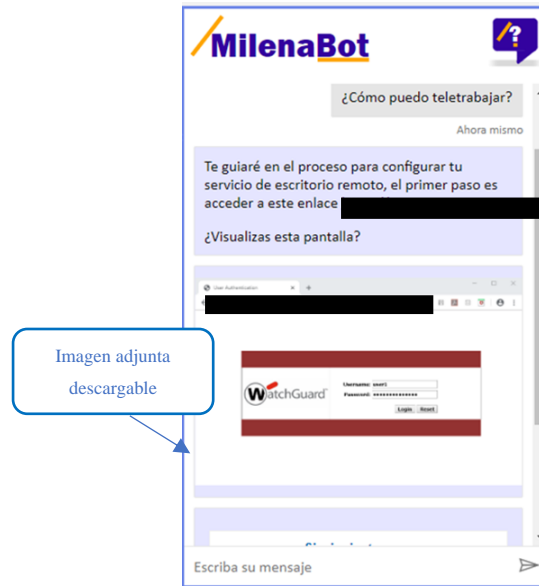 MilenaBot
¿Cómo puedo teletrabajar?
Ahora mismo
Te guiaré en el proceso para configurar tu
servicio de escritorio remoto, el primer paso es
acceder a este enlace
¿Visualizas esta pantalla?
User Authentication
Imagen adjunta
descargable
WatchGuard
Username: user1
Password: **************
Login Reset
Escriba su mensaje